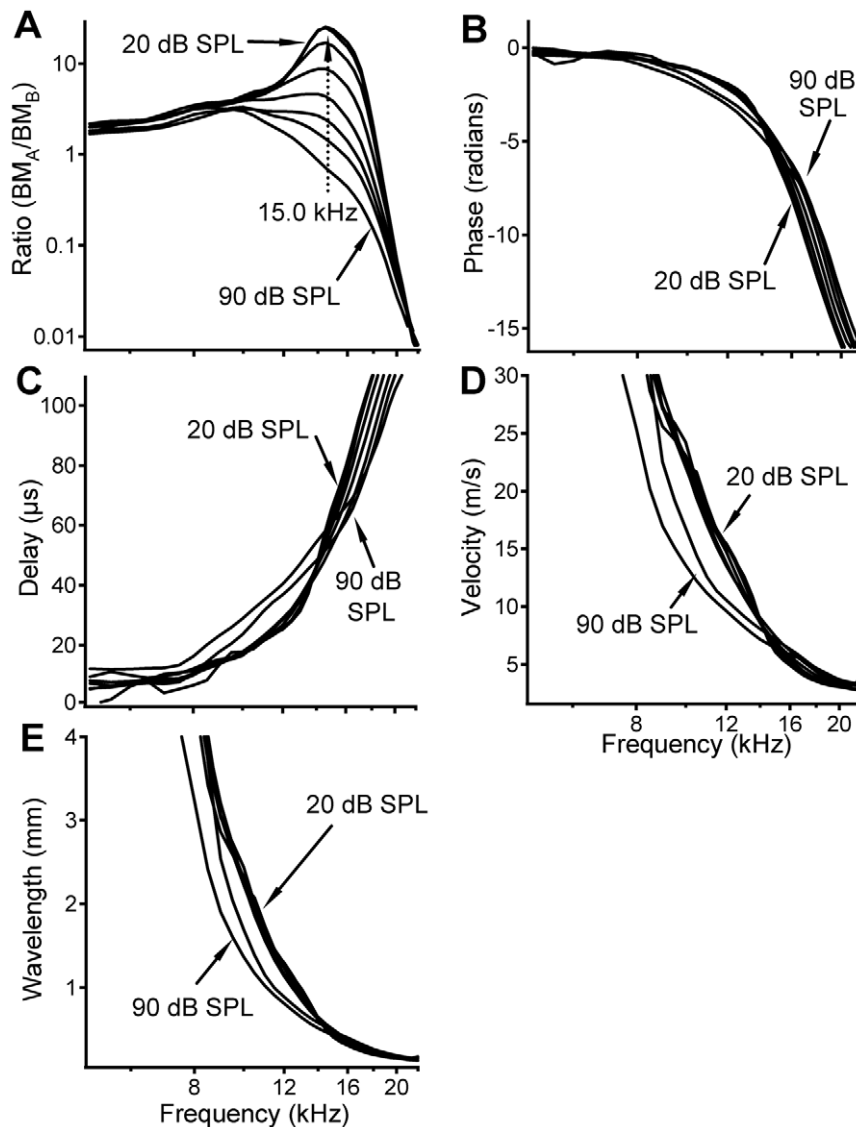 A
20 dB SPL
10
1
0.1
0.01
15.0 kHz
90 dB SPL
Ratio (BM_A/BM_B)
B
0
-5
-10
-15
90 dB
SPL
20 dB SPL
Phase (radians)
C
100
80
60
40
20
0
20 dB SPL
90 dB
SPL
Delay (µs)
D
30
25
20
15
10
5
20 dB SPL
90 dB SPL
Velocity (m/s)
8 12 16 20
Frequency (kHz)
E
4
3
2
1
20 dB SPL
90 dB SPL
Wavelength (mm)
8 12 16 20
Frequency (kHz)